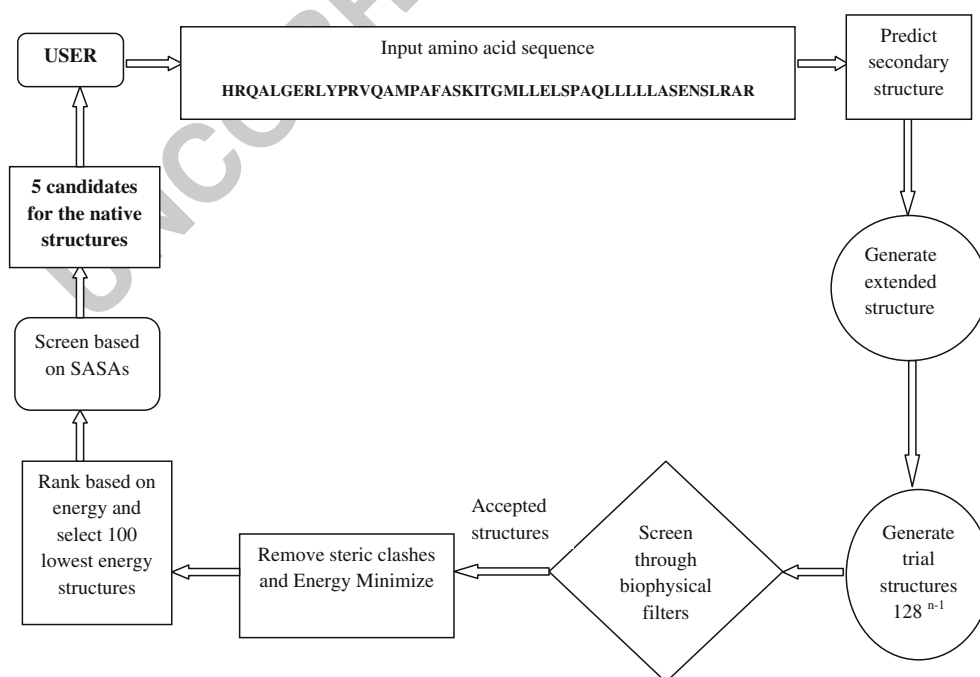 USER
Input amino acid sequence
HRQALGERLYPRVQAMPAFASKITGMLLELSPAQLLLLLASENSLRAR
Predict
secondary
structure
Generate
extended
structure
Generate
trial
structures
128 n-1
Screen
through
biophysical
filters
Accepted
structures
Remove steric clashes
and Energy Minimize
Rank based on
energy and
select 100
lowest energy
structures
Screen based
on SASAs
5 candidates
for the native
structures